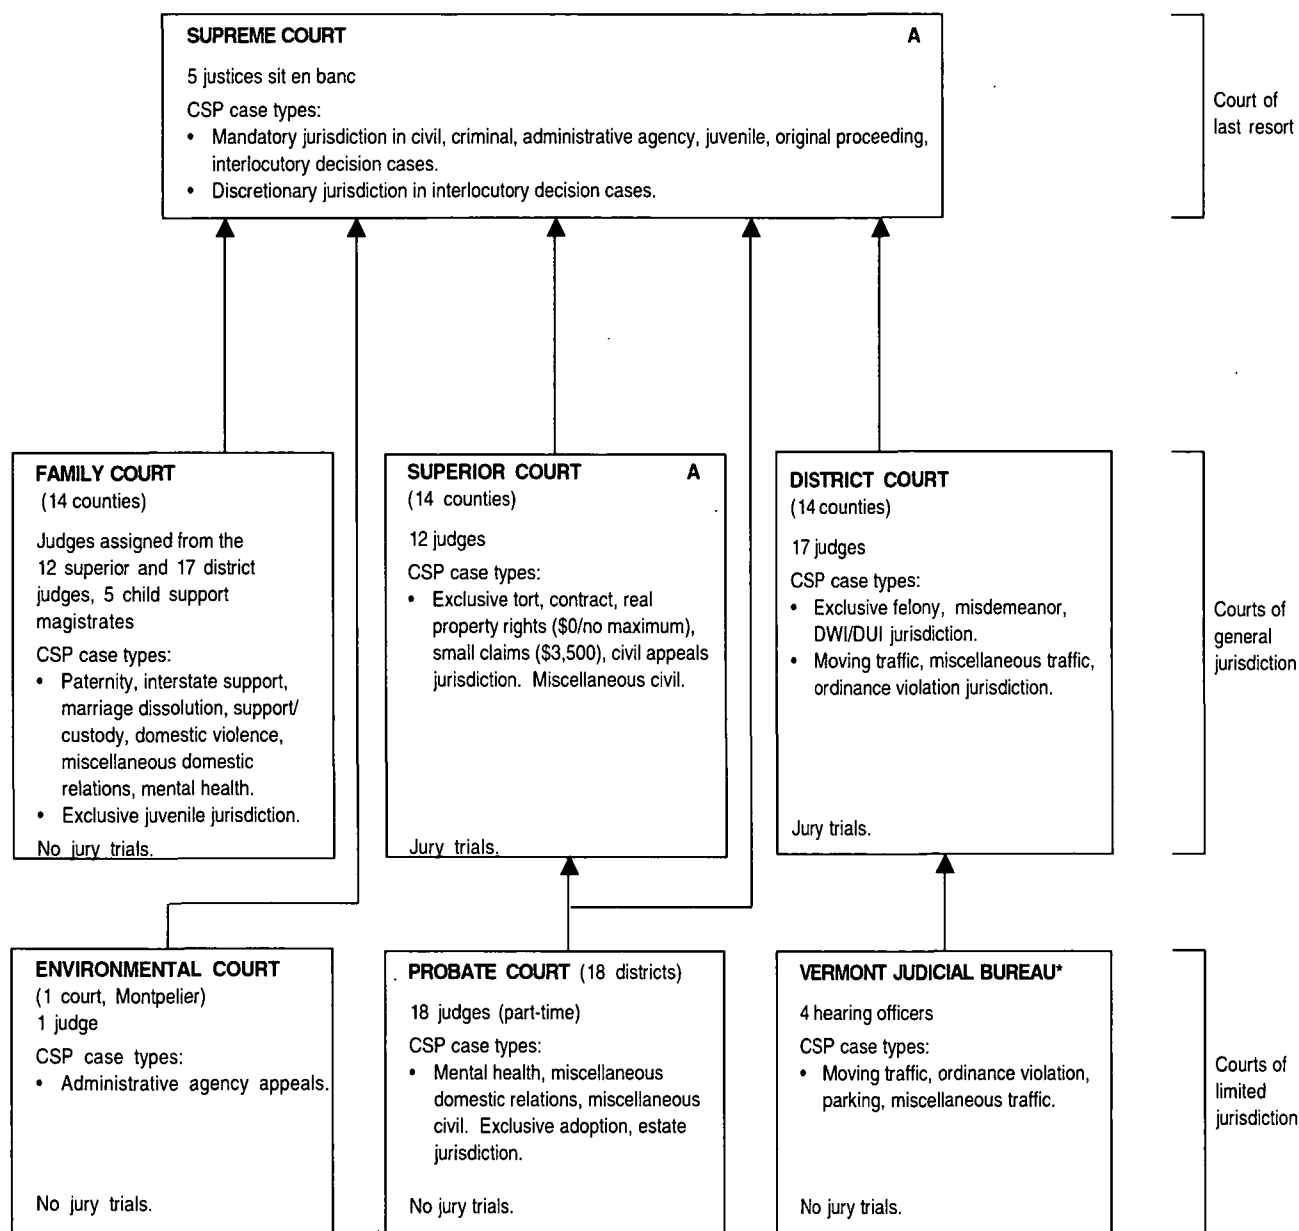 SUPREME COURT A
5 justices sit en banc
CSP case types:
• Mandatory jurisdiction in civil, criminal, administrative agency, juvenile, original proceeding,
interlocutory decision cases.
• Discretionary jurisdiction in interlocutory decision cases.
Court of
last resort
FAMILY COURT
(14 counties)
Judges assigned from the
12 superior and 17 district
judges, 5 child support
magistrates
CSP case types:
• Paternity, interstate support,
marriage dissolution, support/
custody, domestic violence,
miscellaneous domestic
relations, mental health.
• Exclusive juvenile jurisdiction.
No jury trials.
SUPERIOR COURT A
(14 counties)
12 judges
CSP case types:
• Exclusive tort, contract, real
property rights ($0/no maximum),
small claims ($3,500), civil appeals
jurisdiction. Miscellaneous civil.
Jury trials.
DISTRICT COURT
(14 counties)
17 judges
CSP case types:
• Exclusive felony, misdemeanor,
DWI/DUI jurisdiction.
• Moving traffic, miscellaneous traffic,
ordinance violation jurisdiction.
Jury trials.
Courts of
general
jurisdiction
ENVIRONMENTAL COURT
(1 court, Montpelier)
1 judge
CSP case types:
• Administrative agency appeals.
No jury trials.
PROBATE COURT (18 districts)
18 judges (part-time)
CSP case types:
• Mental health, miscellaneous
domestic relations, miscellaneous
civil. Exclusive adoption, estate
jurisdiction.
No jury trials.
VERMONT JUDICIAL BUREAU*
4 hearing officers
CSP case types:
• Moving traffic, ordinance violation,
parking, miscellaneous traffic.
No jury trials.
Courts of
limited
jurisdiction